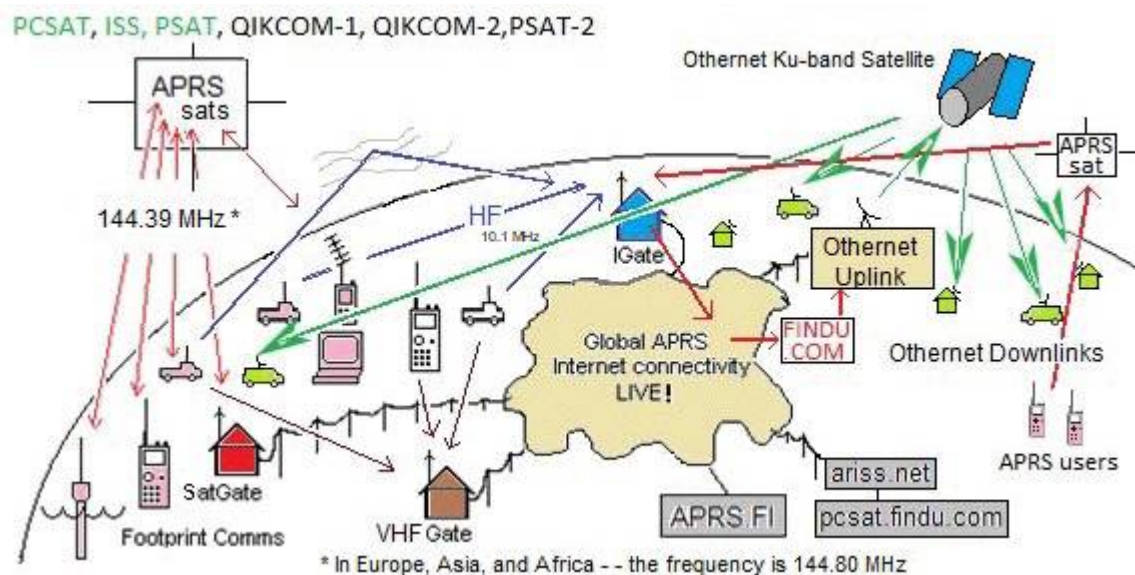 PCSAT, ISS, PSAT, QIKCOM-1, QIKCOM-2,PSAT-2
Othernet Ku-band Satellite
APRS
sats
APRS
sat
144.39 MHz *
HF
10.1 MHz
IGate
Othernet
Uplink
Global APRS
Internet connectivity
LIVE!
FINDU
.COM
Othernet Downlinks
APRS users
SatGate
Footprint Comms
VHF Gate
APRS.FI
ariss.net
pcsat.findu.com
* In Europe, Asia, and Africa - - the frequency is 144.80 MHz